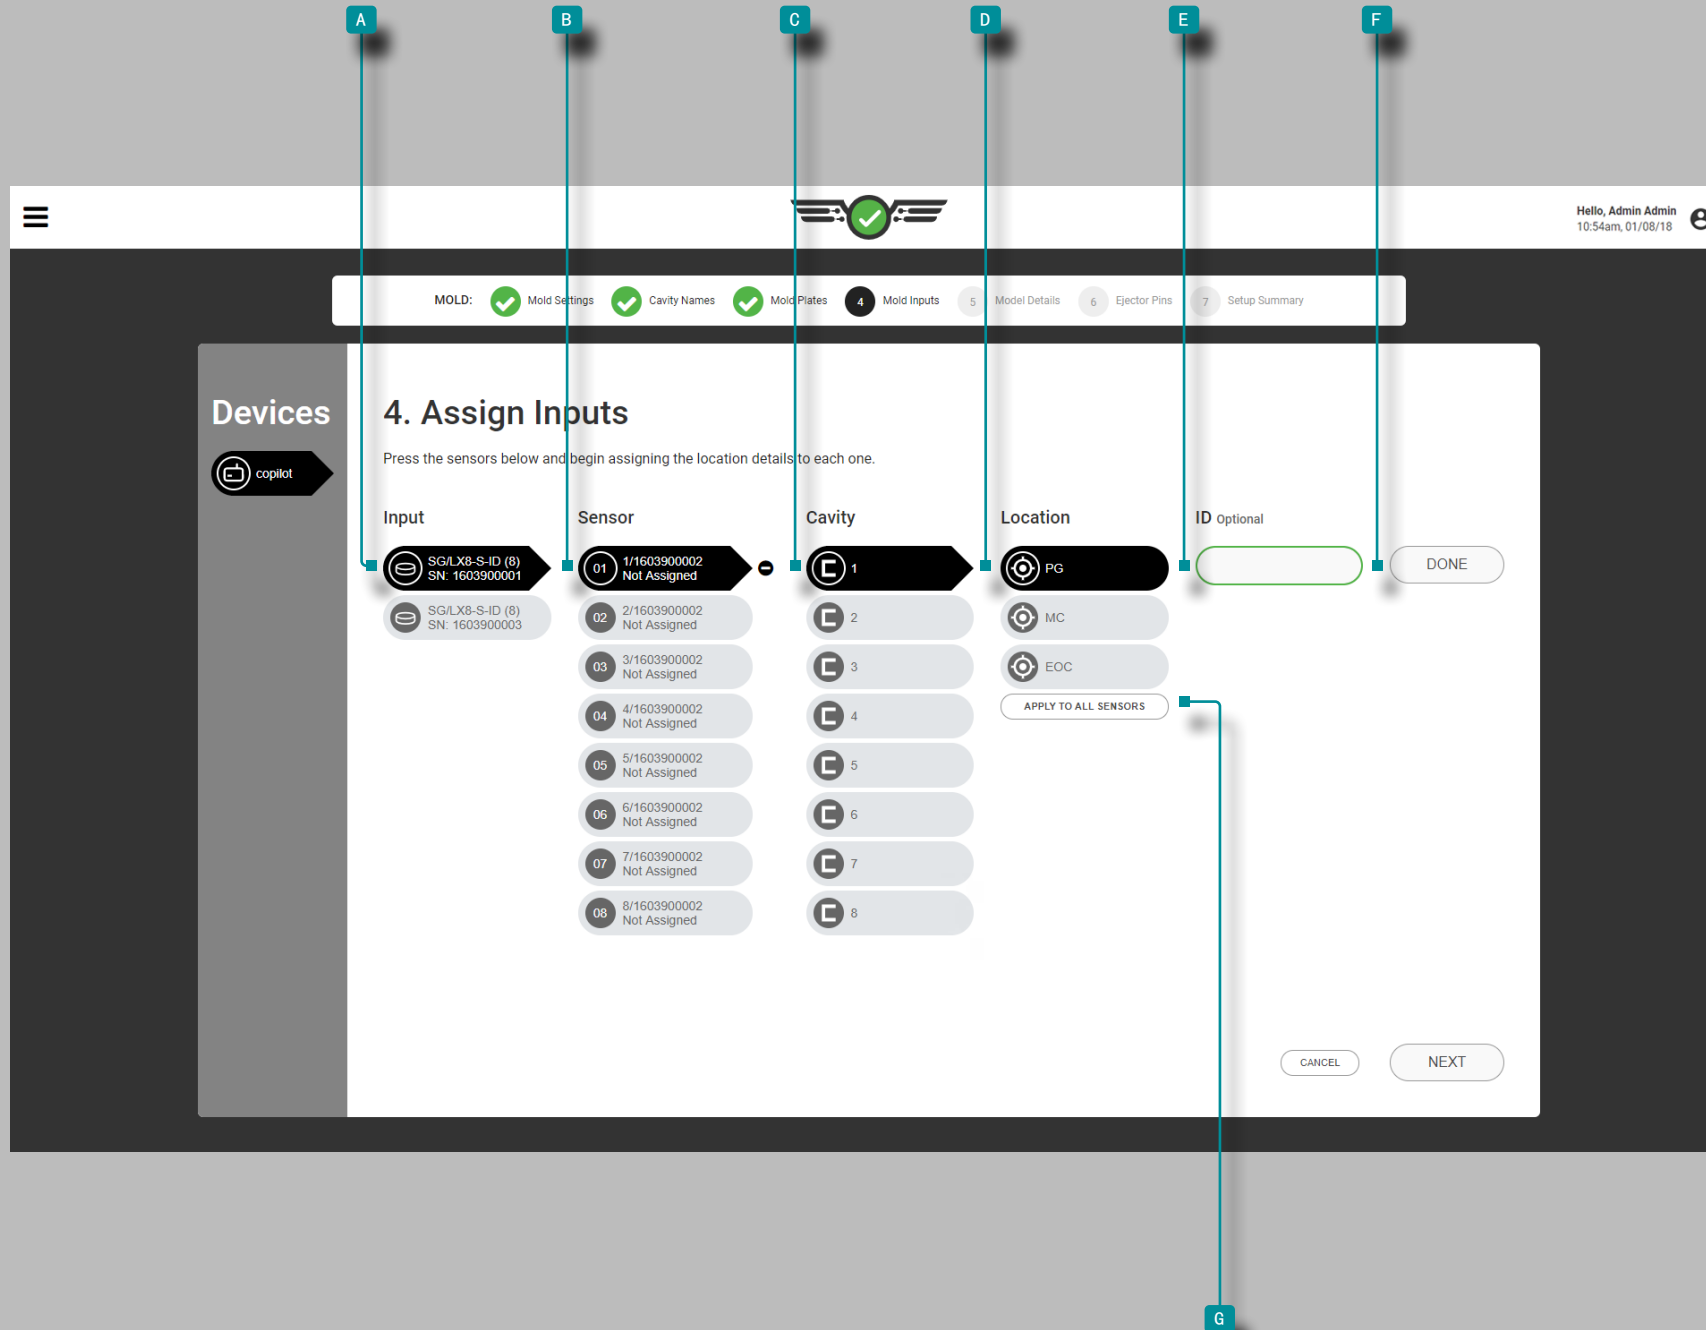 A B C D E F
Hello, Admin Admin
10:54am, 01/08/18
MOLD: Mold Settings Cavity Names Mold Plates 4 Mold Inputs 5 Model Details 6 Ejector Pins 7 Setup Summary
Devices
copilot
4. Assign Inputs
Press the sensors below and begin assigning the location details to each one.
Input
SG/LX8-S-ID (8)
SN: 1603900001
SG/LX8-S-ID (8)
SN: 1603900003
Sensor
01 1/1603900002
Not Assigned
02 2/1603900002
Not Assigned
03 3/1603900002
Not Assigned
04 4/1603900002
Not Assigned
05 5/1603900002
Not Assigned
06 6/1603900002
Not Assigned
07 7/1603900002
Not Assigned
08 8/1603900002
Not Assigned
Cavity
1
2
3
4
5
6
7
8
Location
PG
MC
EOC
APPLY TO ALL SENSORS
ID Optional
DONE
CANCEL
NEXT
G